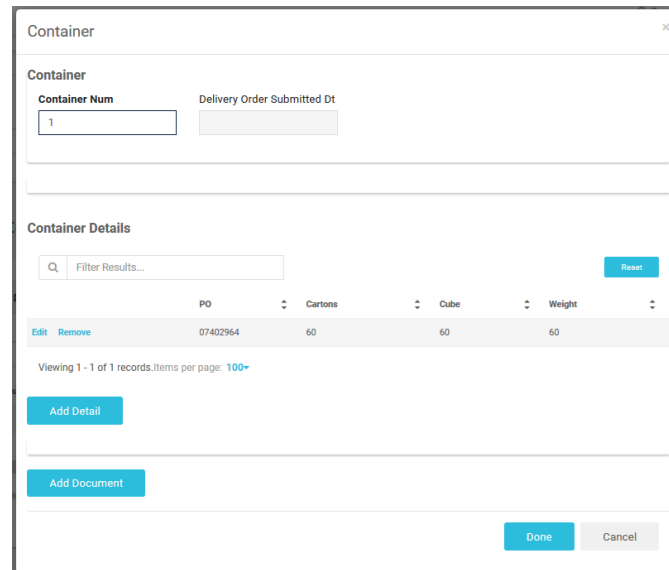 Container
×
Container
Container Num
Delivery Order Submitted Dt
1
Container Details
Filter Results...
Reset
PO Cartons Cube Weight
Edit Remove 07402964 60 60 60
Viewing 1 - 1 of 1 records.Items per page: 100
Add Detail
Add Document
Done Cancel